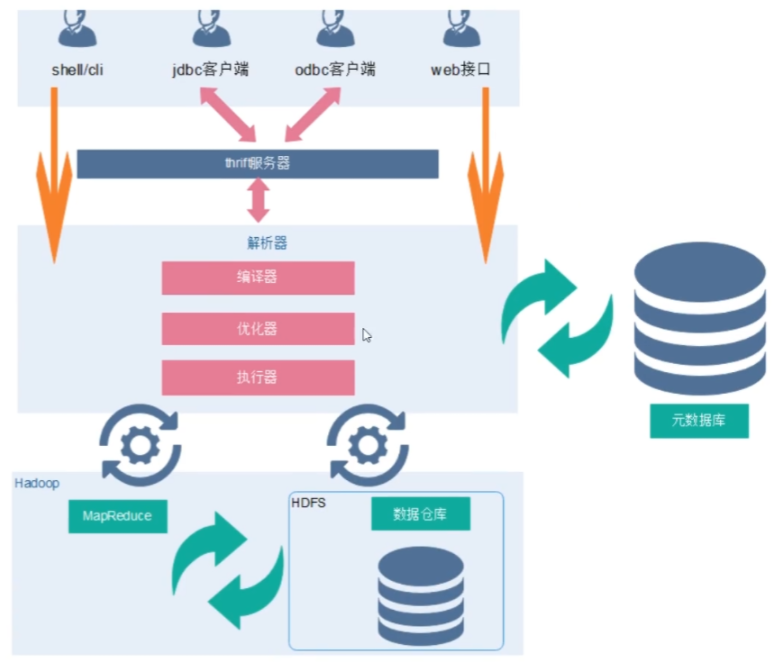 shell/cli
jdbc客户端
odbc客户端
web接口
thrift服务器
解析器
编译器
优化器
执行器
元数据库
Hadoop
MapReduce
HDFS
数据仓库